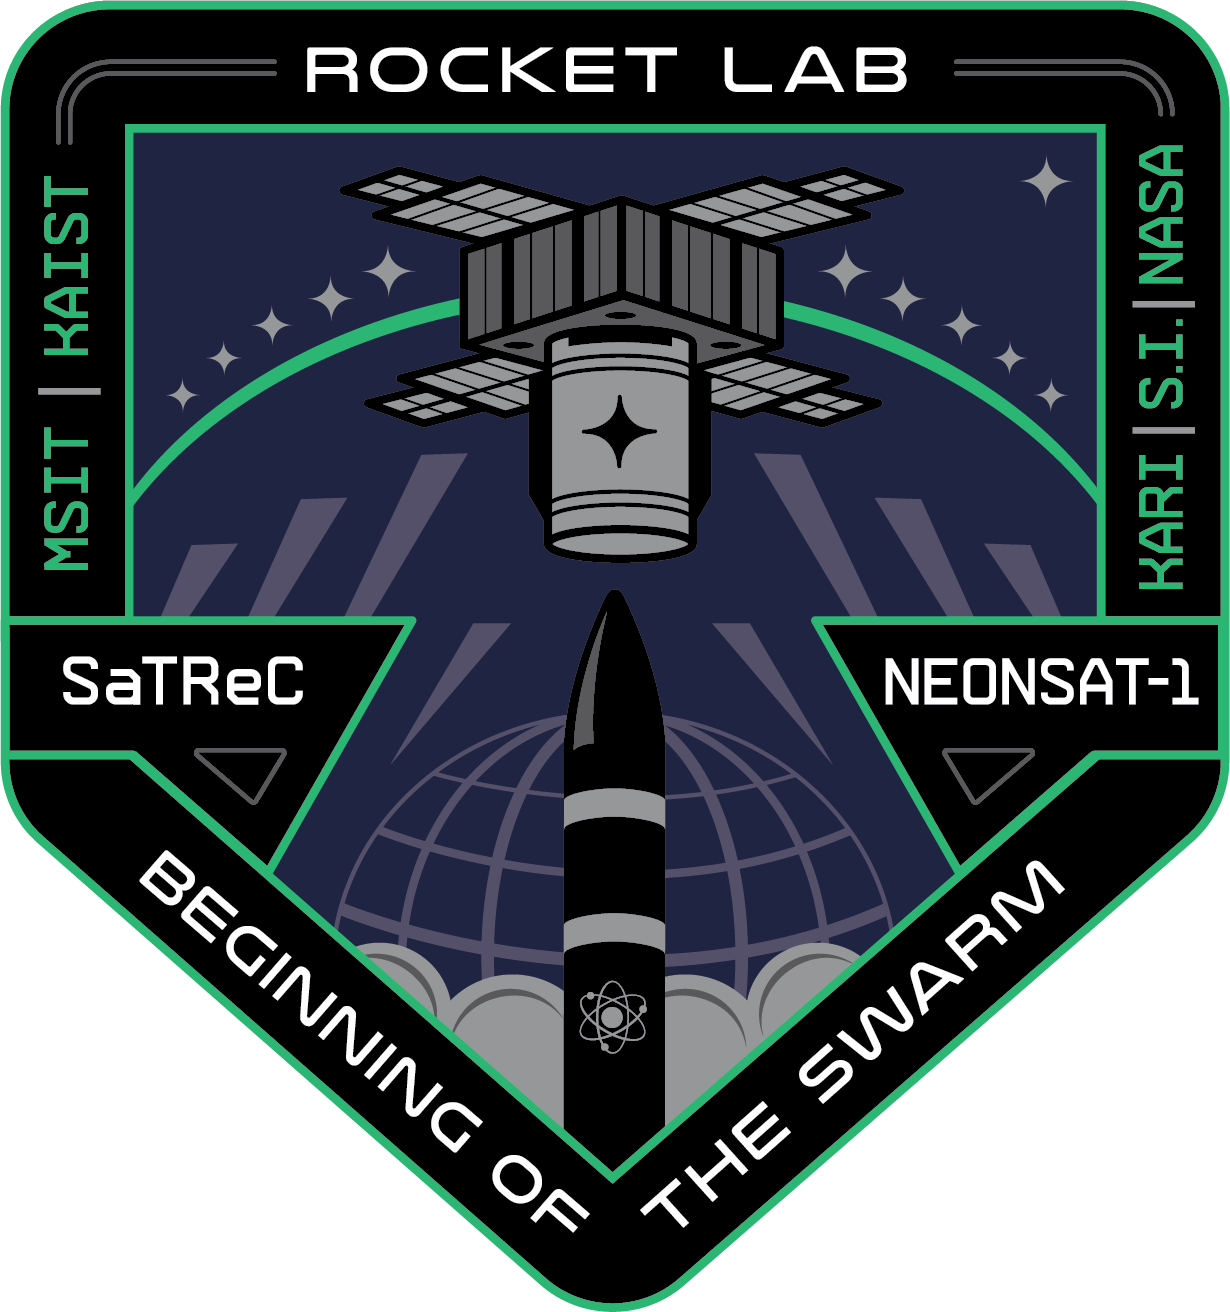 ROCKET LAB
MSIT | KAIST
KARI | S.I. | NASA
SaTReC
NEONSAT-1
BEGINNING OF
THE SWARM